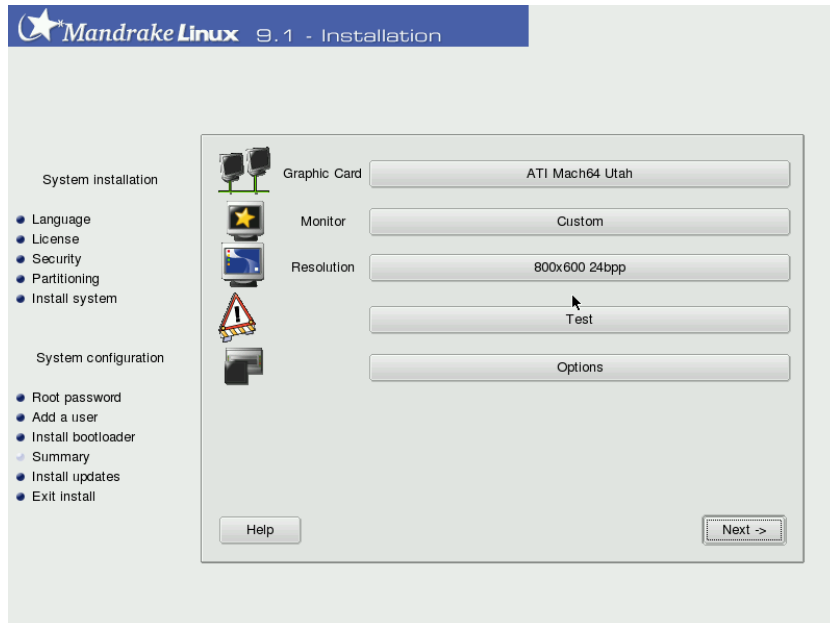 Mandrake Linux 9.1 - Installation
System installation
Language
License
Security
Partitioning
Install system
System configuration
Root password
Add a user
Install bootloader
Summary
Install updates
Exit install
Graphic Card
ATI Mach64 Utah
Monitor
Custom
Resolution
800x600 24bpp
Test
Options
Help
Next ->